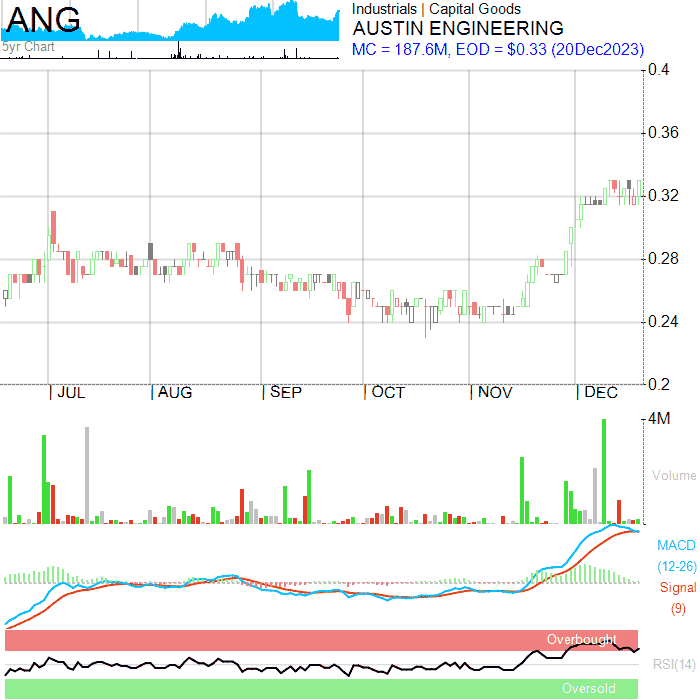 ANG
5yr Chart
Industrials | Capital Goods
AUSTIN ENGINEERING
MC = 187.6M, EOD = $0.33 (20Dec2023)
0.4
0.36
0.32
0.28
0.24
0.2
JUL AUG SEP OCT NOV DEC
4M
Volume
MACD
(12-26)
Signal
(9)
Overbought
RSI(14)
Oversold